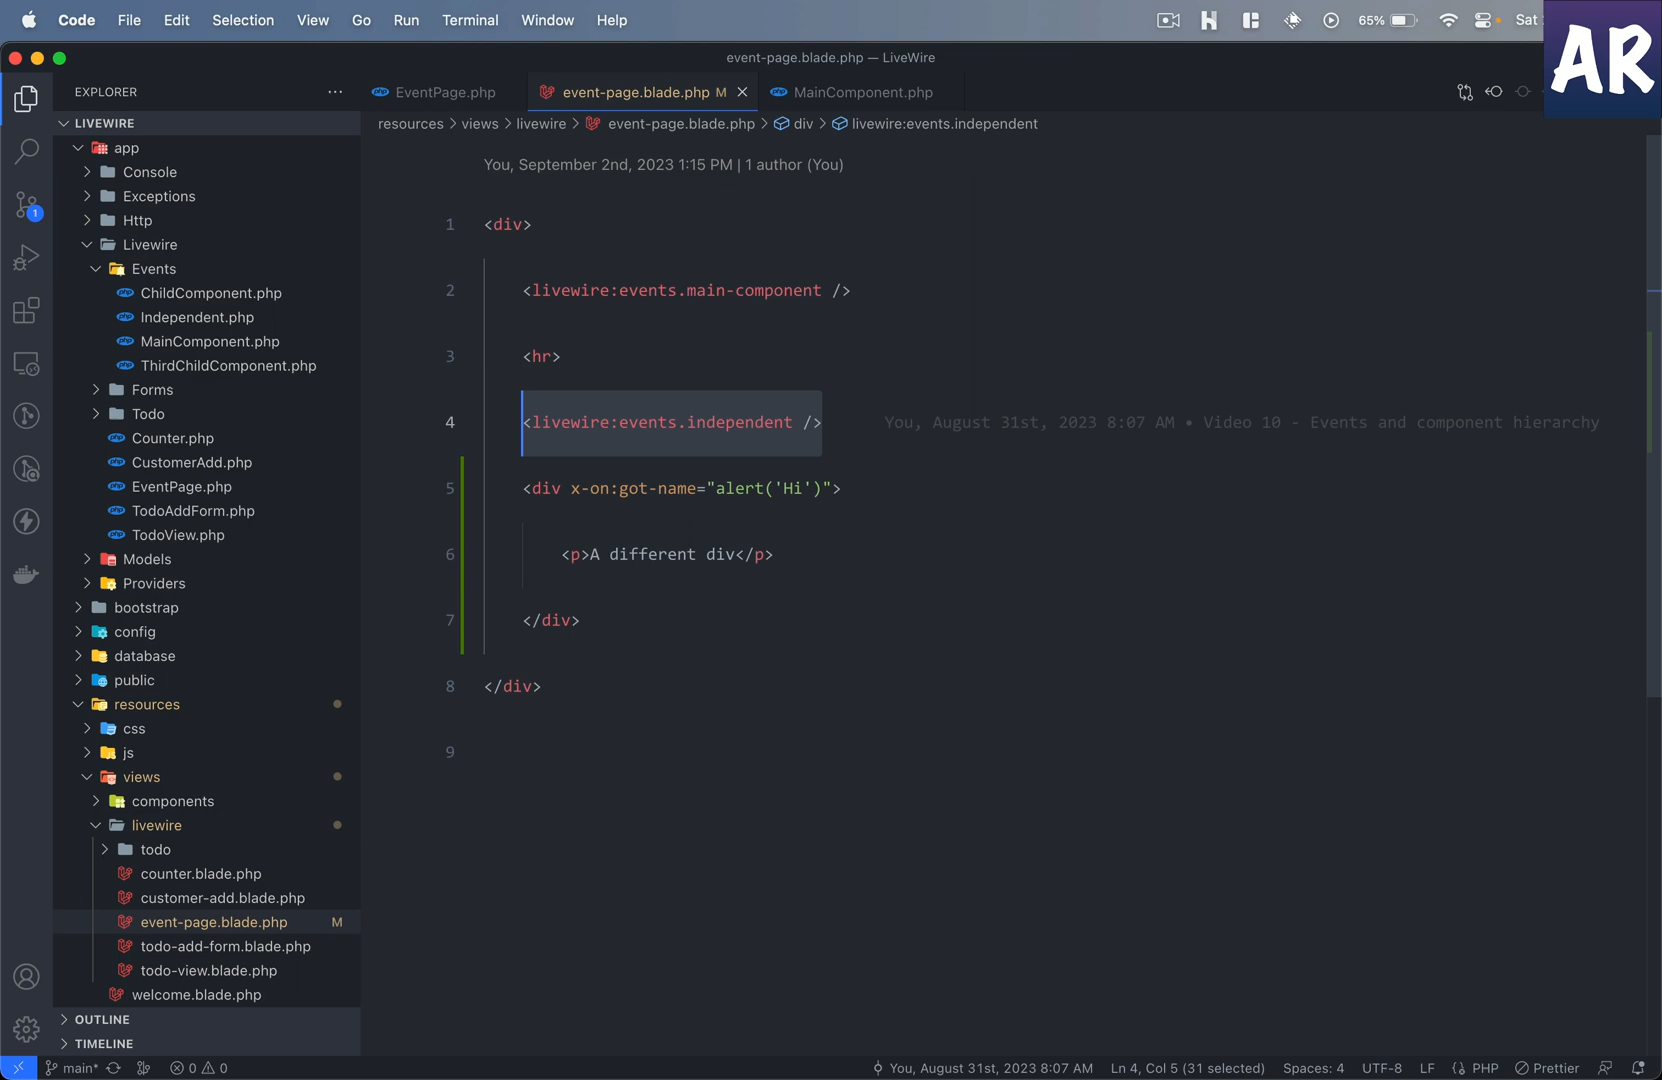 Code File Edit Selection View Go Run Terminal Window Help 65% Sat
AR
event-page.blade.php — LiveWire
EXPLORER
EventPage.php
event-page.blade.php M
MainComponent.php
LIVEWIRE
resources > views > livewire > event-page.blade.php > div > livewire:events.independent
app
Console
Exceptions
Http
Livewire
Events
ChildComponent.php
Independent.php
MainComponent.php
ThirdChildComponent.php
Forms
Todo
Counter.php
CustomerAdd.php
EventPage.php
TodoAddForm.php
TodoView.php
Models
Providers
bootstrap
config
database
public
resources
css
js
views
components
livewire
todo
counter.blade.php
customer-add.blade.php
event-page.blade.php M
todo-add-form.blade.php
todo-view.blade.php
welcome.blade.php
OUTLINE
TIMELINE
1
You, September 2nd, 2023 1:15 PM | 1 author (You)
1 <div>
2 <livewire:events.main-component />
3 <hr>
4 <livewire:events.independent /> You, August 31st, 2023 8:07 AM • Video 10 - Events and component hierarchy
5 <div x-on:got-name="alert('Hi')">
6 <p>A different div</p>
7 </div>
8 </div>
9
main* 0 0 You, August 31st, 2023 8:07 AM Ln 4, Col 5 (31 selected) Spaces: 4 UTF-8 LF PHP Prettier